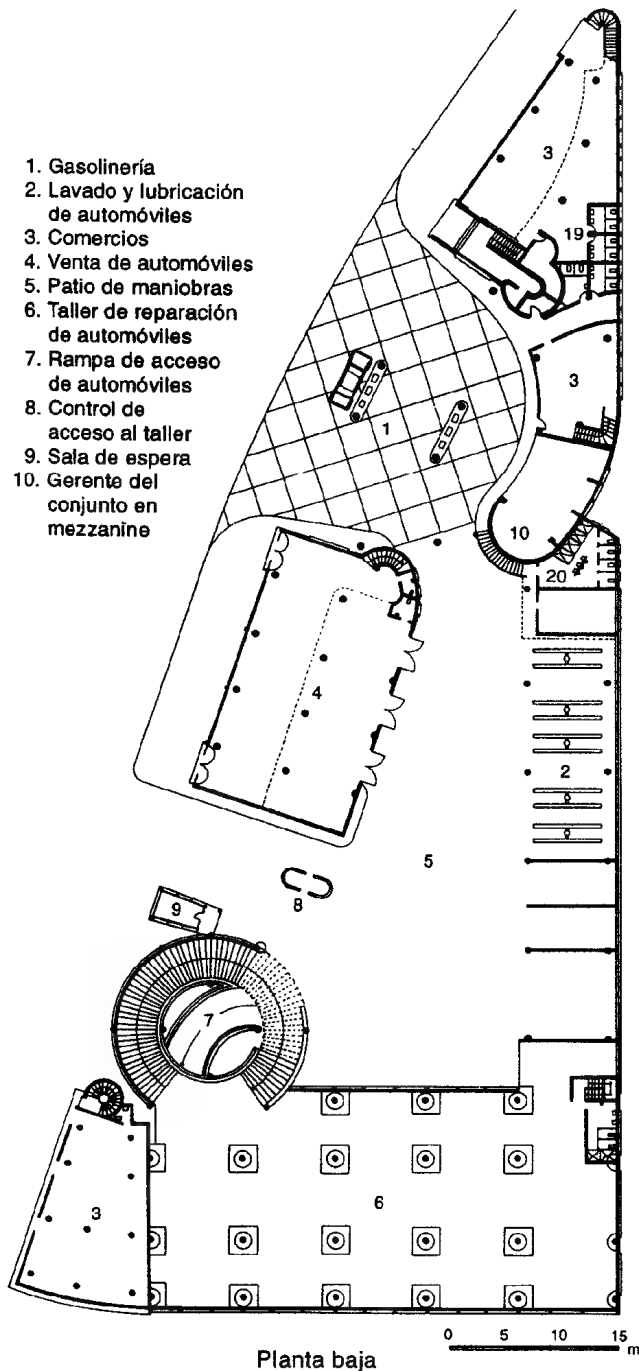 1. Gasolinería
2. Lavado y lubricación
de automóviles
3. Comercios
4. Venta de automóviles
5. Patio de maniobras
6. Taller de reparación
de automóviles
7. Rampa de acceso
de automóviles
8. Control de
acceso al taller
9. Sala de espera
10. Gerente del
conjunto en
mezzanine
3
19
3
1
10
20
4
2
5
8
9
7
3
6
0 5 10 15
m
Planta baja